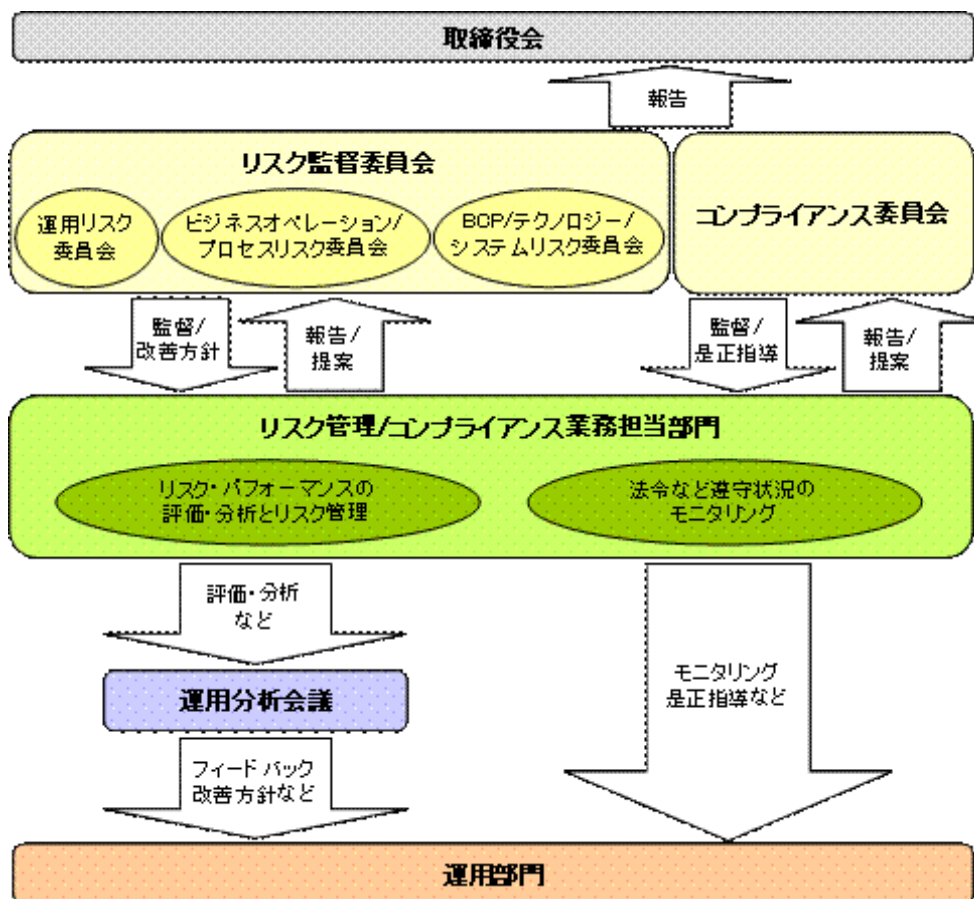 取締役会
報告
リスク監督委員会
運用リスク
委員会
ビジネスオペレーション/
プロセスリスク委員会
BCP/テクノロジー/
システムリスク委員会
コンプライアンス委員会
監督/
改善方針
報告/
提案
監督/
是正指導
報告/
提案
リスク管理/コンプライアンス業務担当部門
リスク・パフォーマンスの
評価・分析とリスク管理
法令など遵守状況の
モニタリング
評価・分析
など
運用分析会議
モニタリング
是正指導など
フィードバック
改善方針など
運用部門